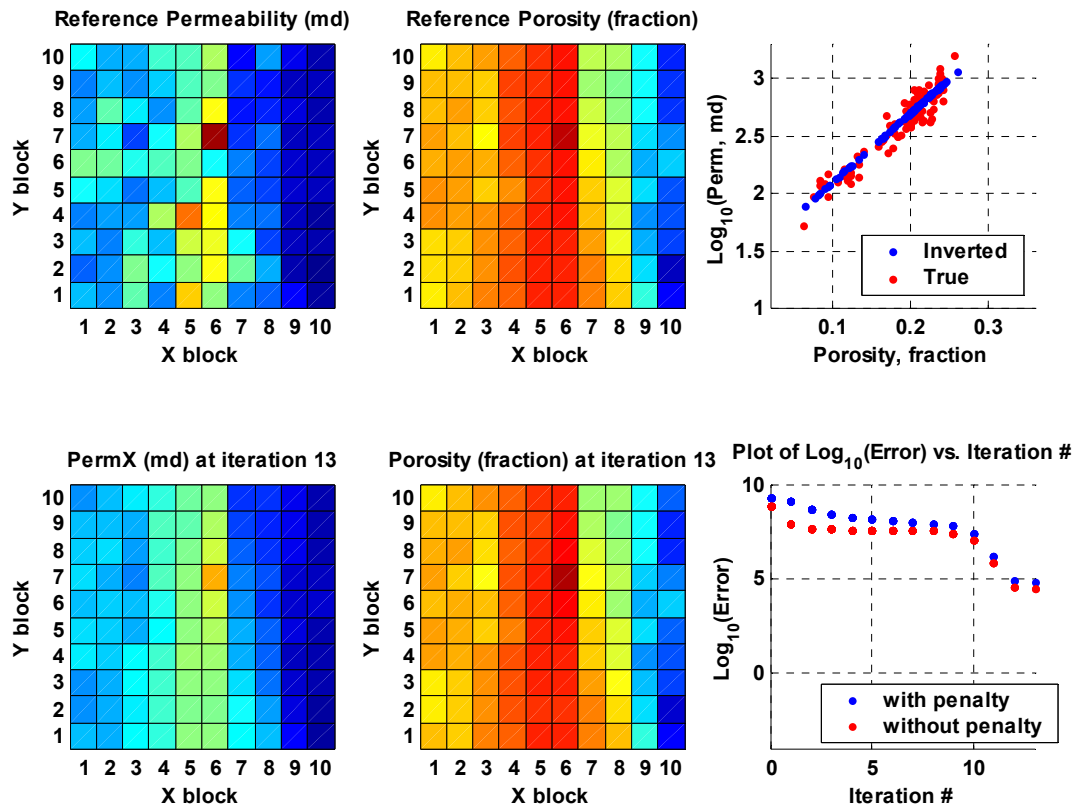 Reference Permeability (md)
Y block
10
9
8
7
6
5
4
3
2
1
1 2 3 4 5 6 7 8 9 10
X block
Reference Porosity (fraction)
Y block
10
9
8
7
6
5
4
3
2
1
1 2 3 4 5 6 7 8 9 10
X block
Log10(Perm, md)
3
2.5
2
1.5
1
Inverted
True
0.1 0.2 0.3
Porosity, fraction
PermX (md) at iteration 13
Y block
10
9
8
7
6
5
4
3
2
1
1 2 3 4 5 6 7 8 9 10
X block
Porosity (fraction) at iteration 13
Y block
10
9
8
7
6
5
4
3
2
1
1 2 3 4 5 6 7 8 9 10
X block
Plot of Log10(Error) vs. Iteration #
Log10(Error)
10
5
0
with penalty
without penalty
0 5 10
Iteration #